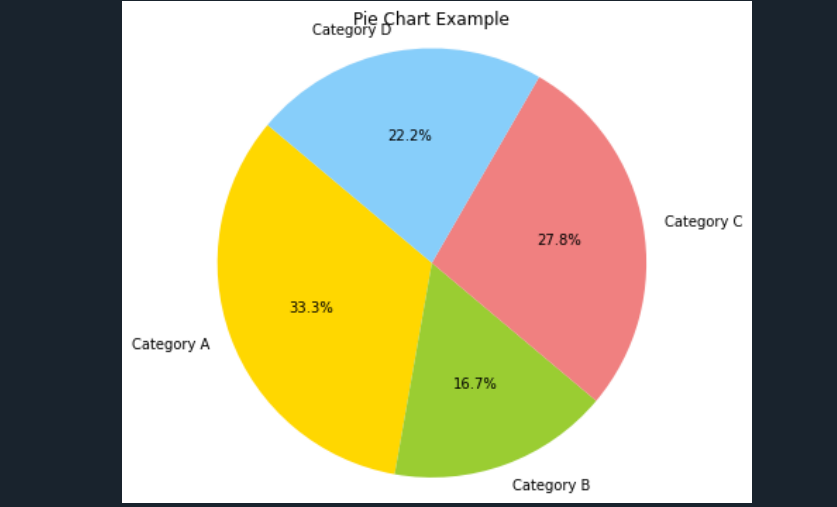 Pie Chart Example
Category D
22.2%
Category C
27.8%
33.3%
Category A
16.7%
Category B